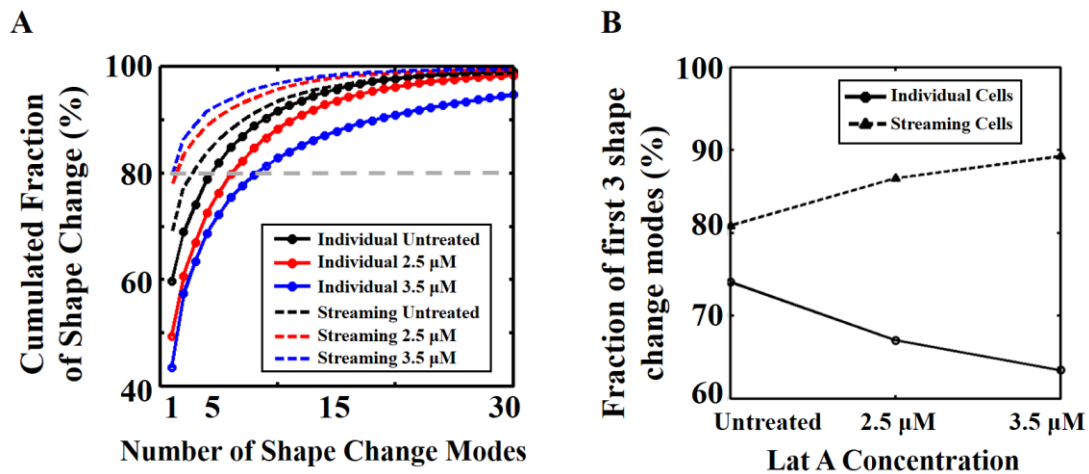 A
Cumulated Fraction
of Shape Change (%)
100
80
60
40
Individual Untreated
Individual 2.5 μM
Individual 3.5 μM
Streaming Untreated
Streaming 2.5 μM
Streaming 3.5 μM
1 5 15 30
Number of Shape Change Modes
B
Fraction of first 3 shape
change modes (%)
100
90
80
70
60
Individual Cells
Streaming Cells
Untreated 2.5 μM 3.5 μM
Lat A Concentration